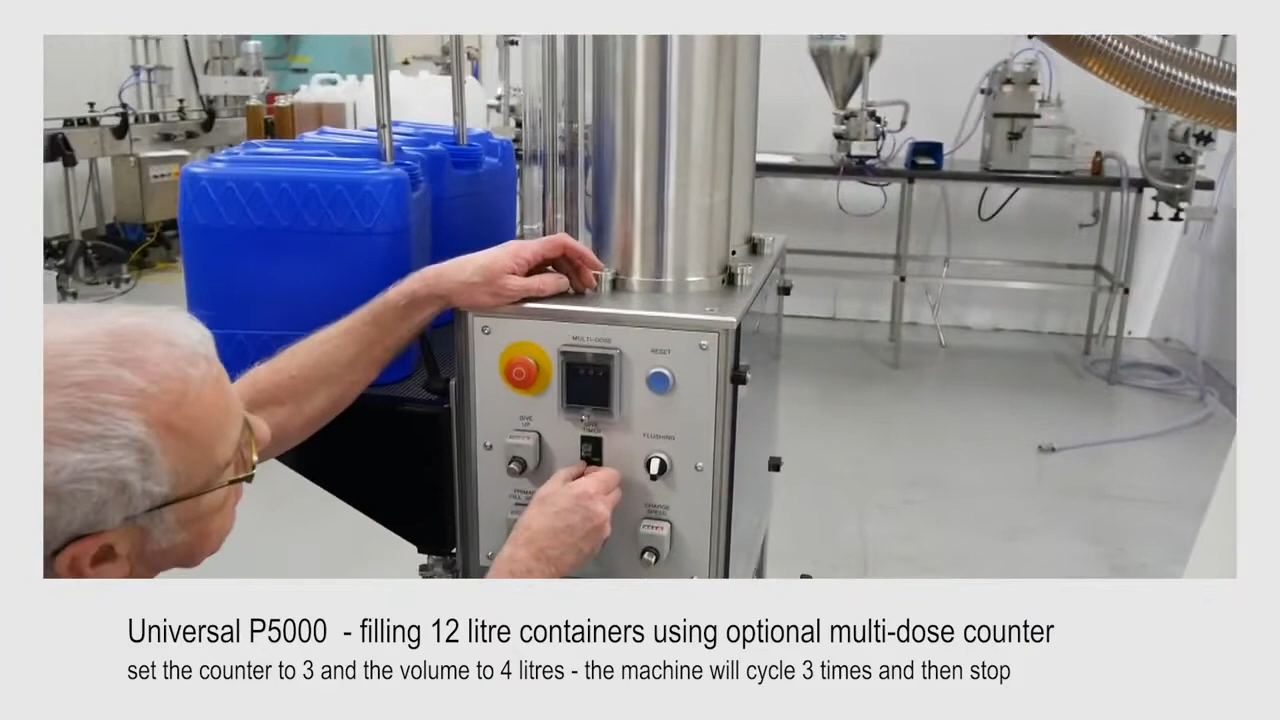 MULTI-DOSE
RESET
GIVE
UP
FLUSHING
CHARGE
SPEED
Universal P5000 - filling 12 litre containers using optional multi-dose counter
set the counter to 3 and the volume to 4 litres - the machine will cycle 3 times and then stop